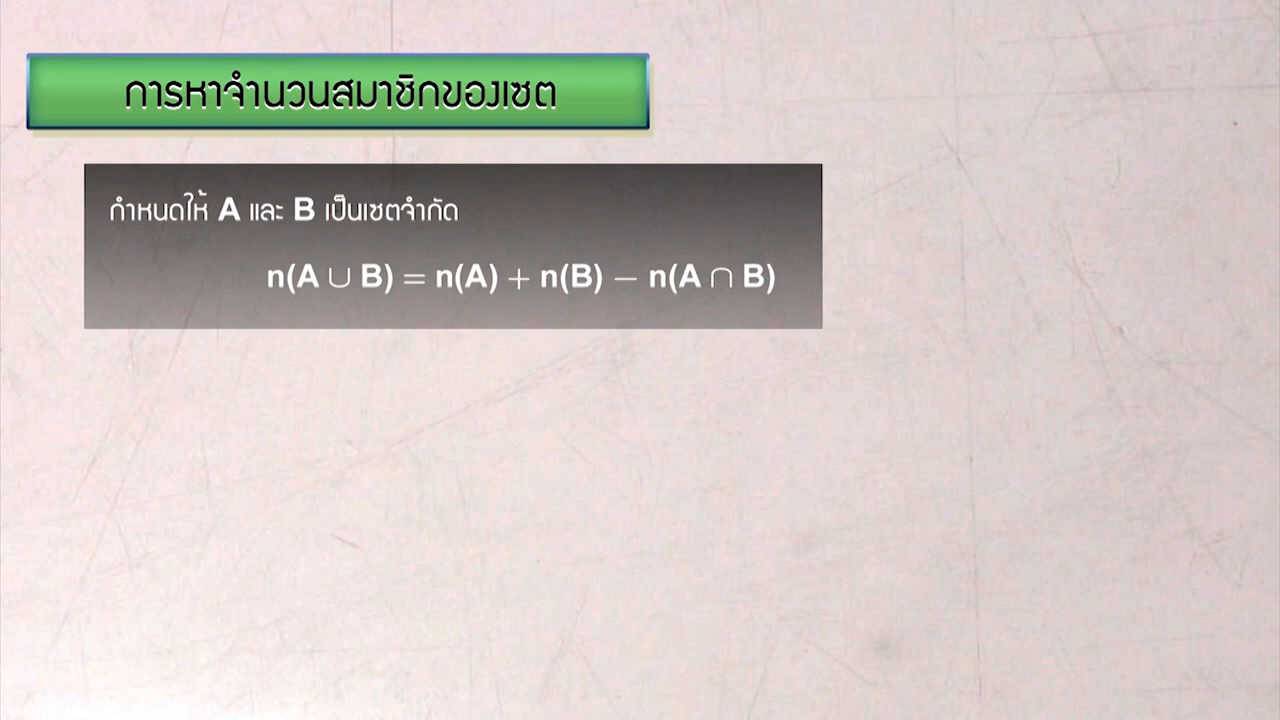 การหาจำนวนสมาชิกของเซต
กำหนดให้ A และ B เป็นเซตจำกัด
n(A ∪ B) = n(A) + n(B) − n(A ∩ B)